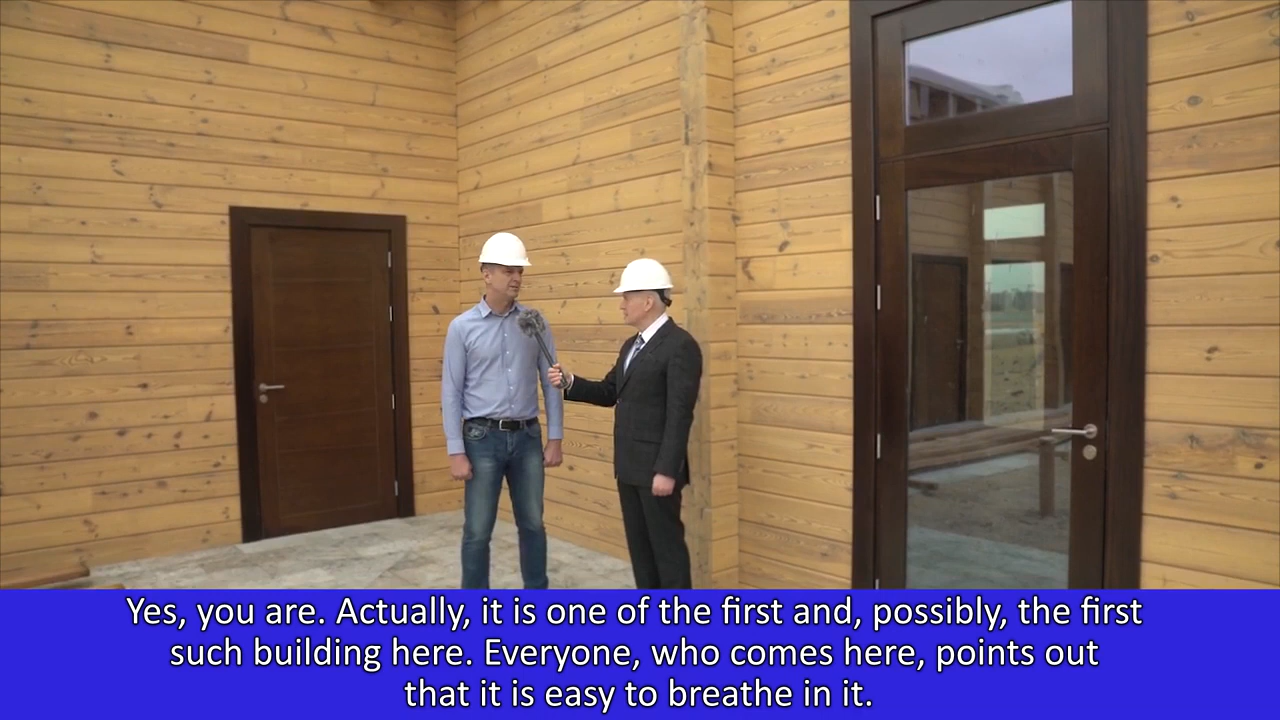 Yes, you are. Actually, it is one of the first and, possibly, the first
such building here. Everyone, who comes here, points out
that it is easy to breathe in it.